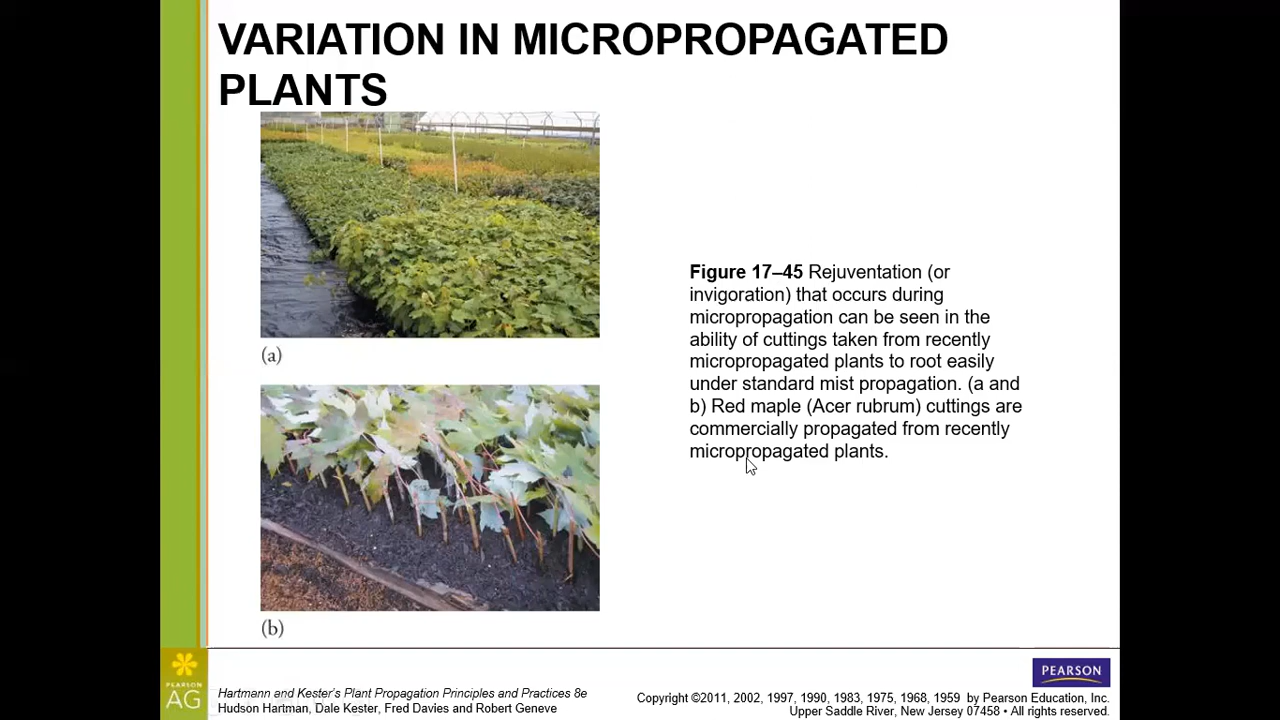 VARIATION IN MICROPROPAGATED
PLANTS
(a)
(b)
Figure 17–45 Rejuventation (or
invigoration) that occurs during
micropropagation can be seen in the
ability of cuttings taken from recently
micropropagated plants to root easily
under standard mist propagation. (a and
b) Red maple (Acer rubrum) cuttings are
commercially propagated from recently
micropropagated plants.
PEARSON
AG
Hartmann and Kester's Plant Propagation Principles and Practices 8e
Hudson Hartman, Dale Kester, Fred Davies and Robert Geneve
PEARSON
Copyright ©2011, 2002, 1997, 1990, 1983, 1975, 1968, 1959 by Pearson Education, Inc.
Upper Saddle River, New Jersey 07458 • All rights reserved.